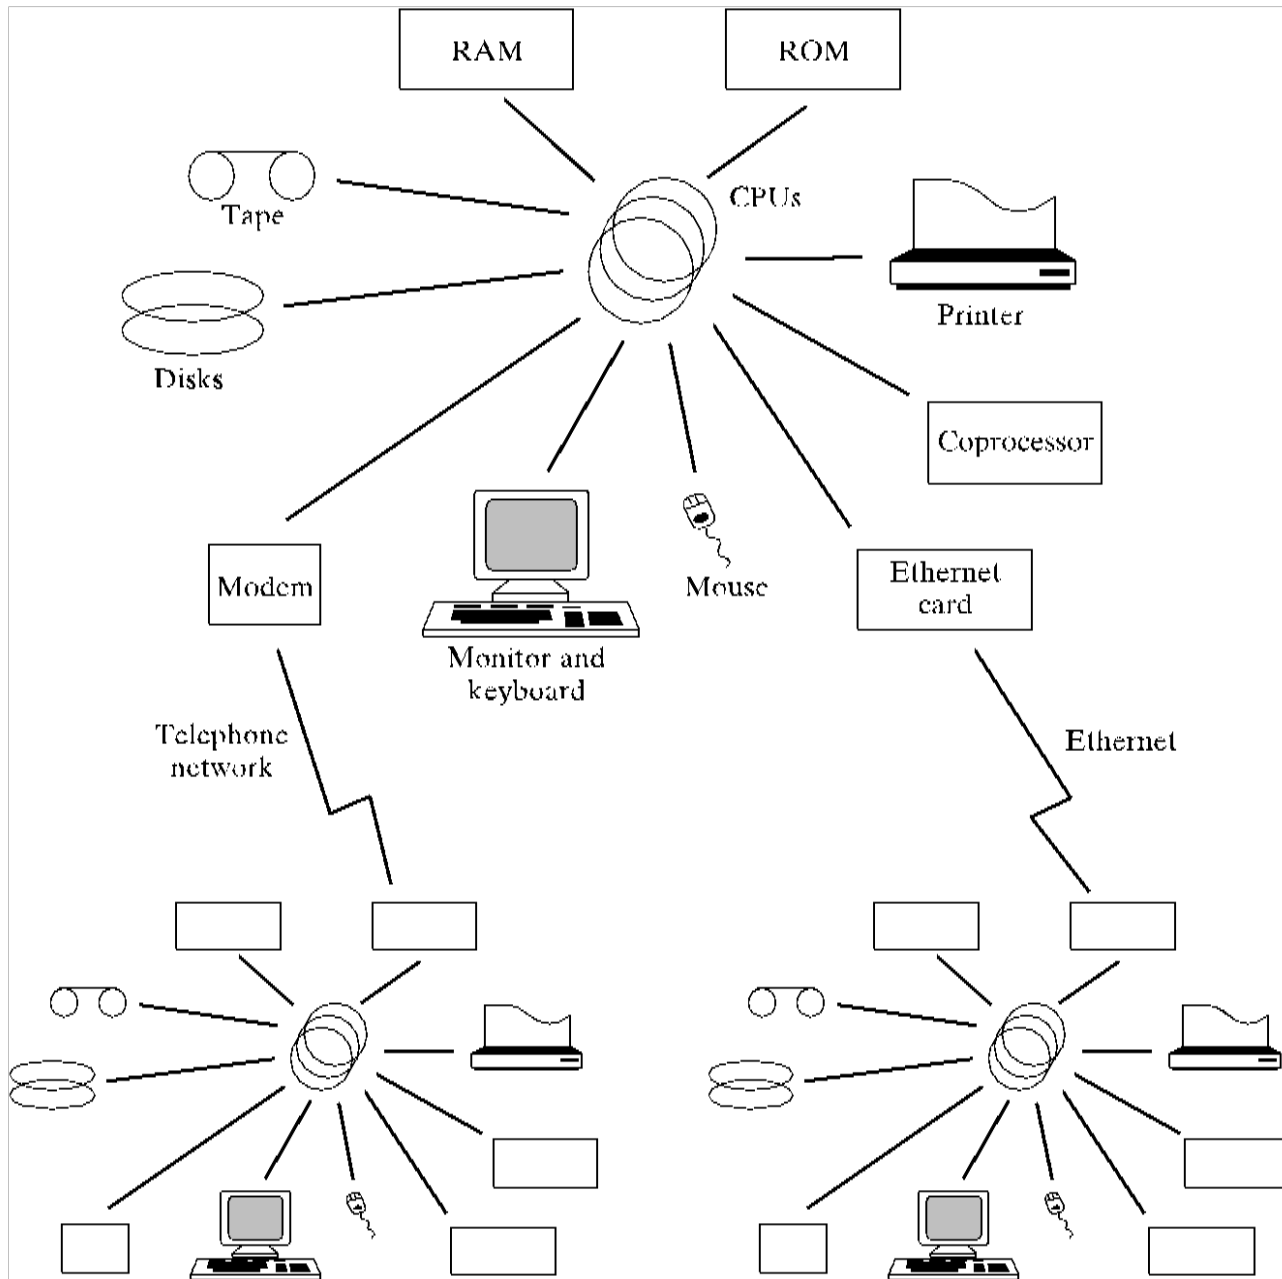 RAM
ROM
CPUs
Tape
Printer
Disks
Coprocessor
Modem
Mouse
Ethernet
card
Monitor and
keyboard
Telephone
network
Ethernet